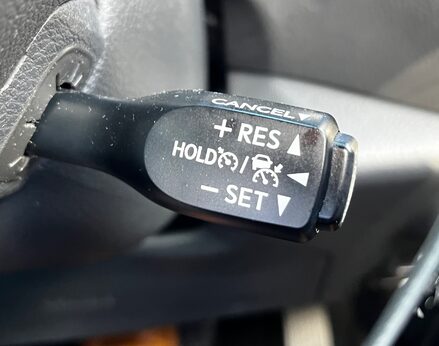 CANCEL▼
+ RES ▲
HOLD / ◀
− SET ▼